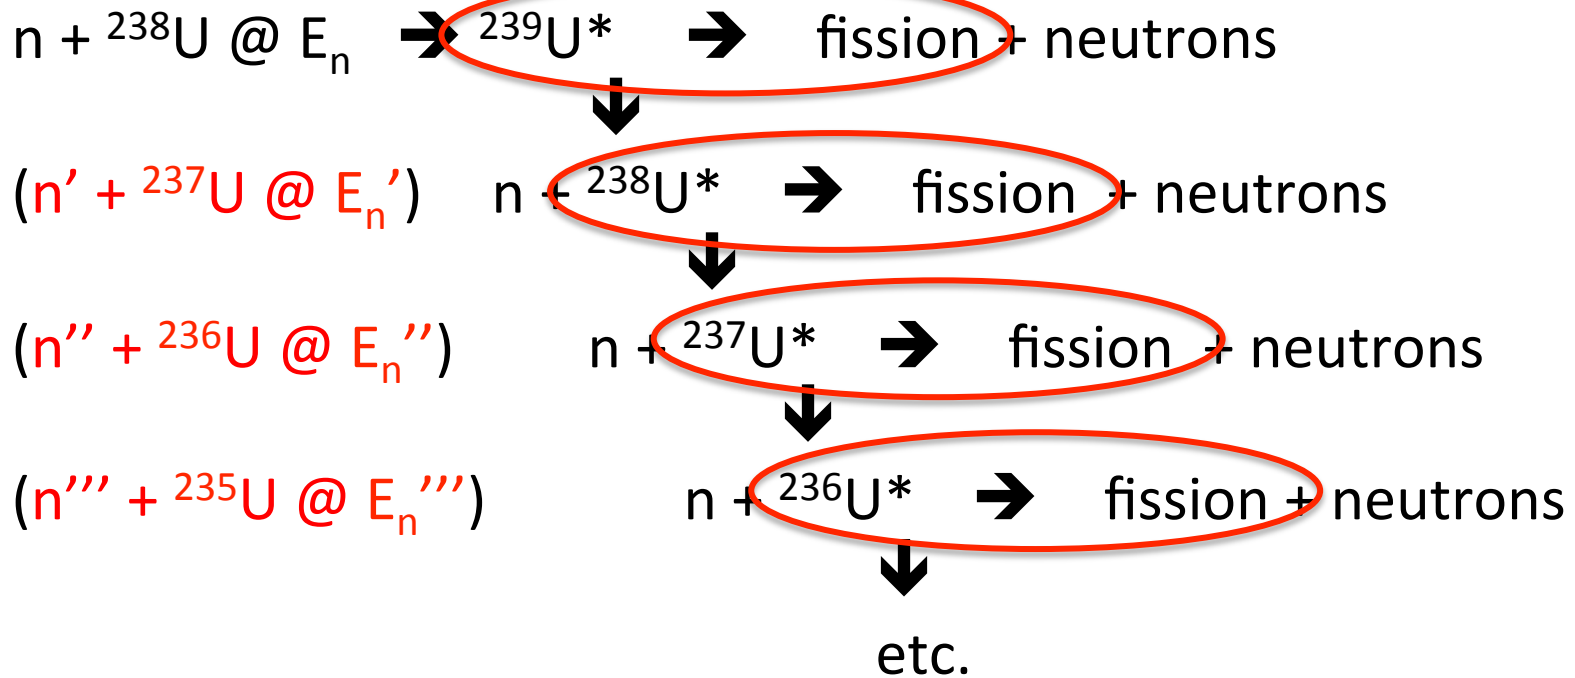 n + ²³⁸U @ Eₙ ➔ ²³⁹U* ➔ fission + neutrons
(n’ + ²³⁷U @ Eₙ’) n + ²³⁸U* ➔ fission + neutrons
(n’’ + ²³⁶U @ Eₙ’’) n + ²³⁷U* ➔ fission + neutrons
(n’’’ + ²³⁵U @ Eₙ’’’) n + ²³⁶U* ➔ fission + neutrons
etc.